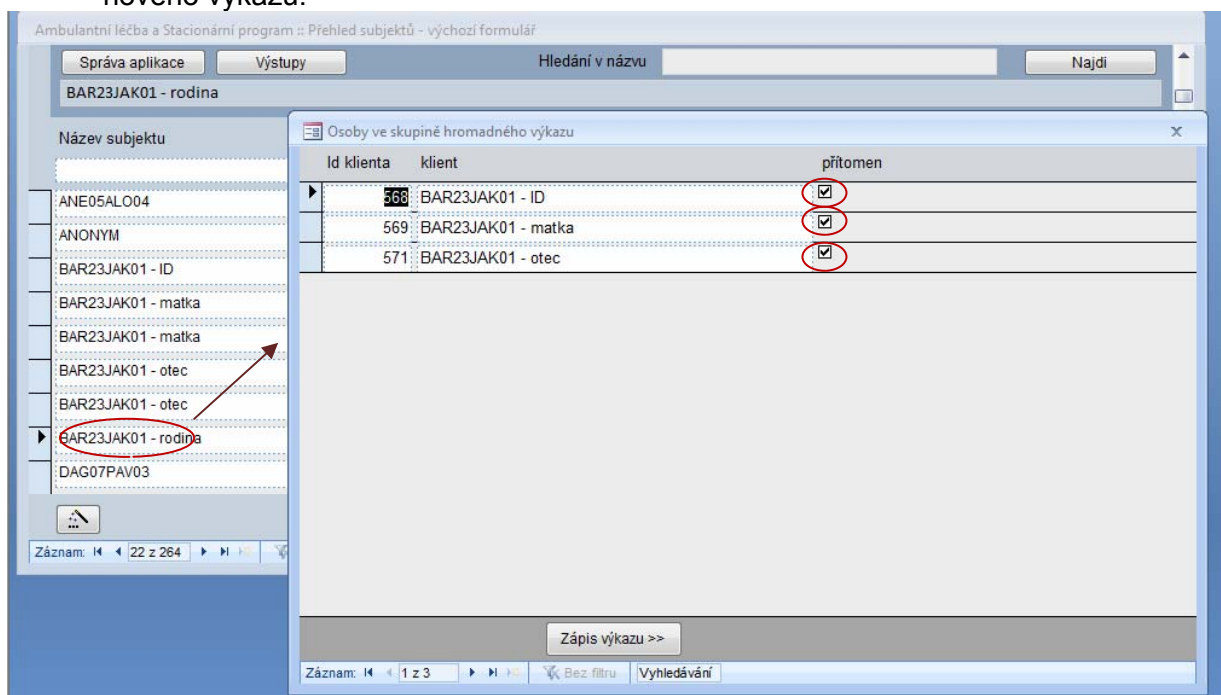 nového výkazu.
Ambulantní léčba a Stacionární program :: Přehled subjektů - výchozí formulář
Správa aplikace Výstupy Hledání v názvu Najdi
BAR23JAK01 - rodina
Název subjektu
ANE05ALO04
ANONYM
BAR23JAK01 - ID
BAR23JAK01 - matka
BAR23JAK01 - matka
BAR23JAK01 - otec
BAR23JAK01 - otec
BAR23JAK01 - rodina
DAG07PAV03
Záznam: 22 z 264
Osoby ve skupině hromadného výkazu x
Id klienta klient přítomen
568 BAR23JAK01 - ID
569 BAR23JAK01 - matka
571 BAR23JAK01 - otec
Zápis výkazu >>
Záznam: 1 z 3 Bez filtru Vyhledávání